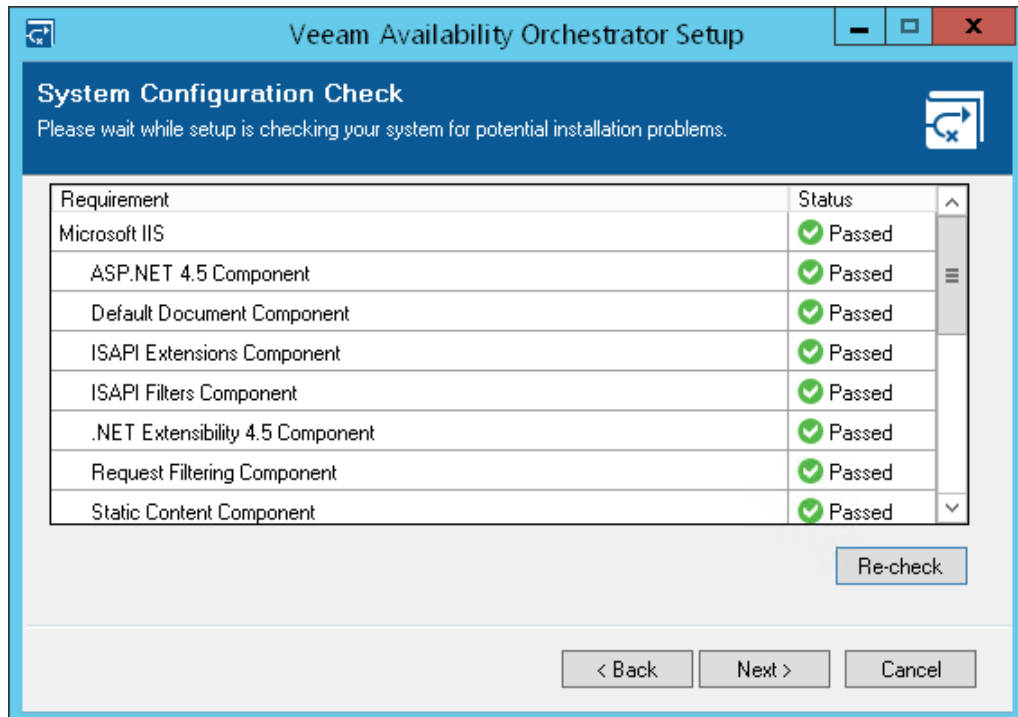 Veeam Availability Orchestrator Setup
System Configuration Check
Please wait while setup is checking your system for potential installation problems.
Requirement Status
Microsoft IIS Passed
ASP.NET 4.5 Component Passed
Default Document Component Passed
ISAPI Extensions Component Passed
ISAPI Filters Component Passed
.NET Extensibility 4.5 Component Passed
Request Filtering Component Passed
Static Content Component Passed
Re-check
< Back Next > Cancel